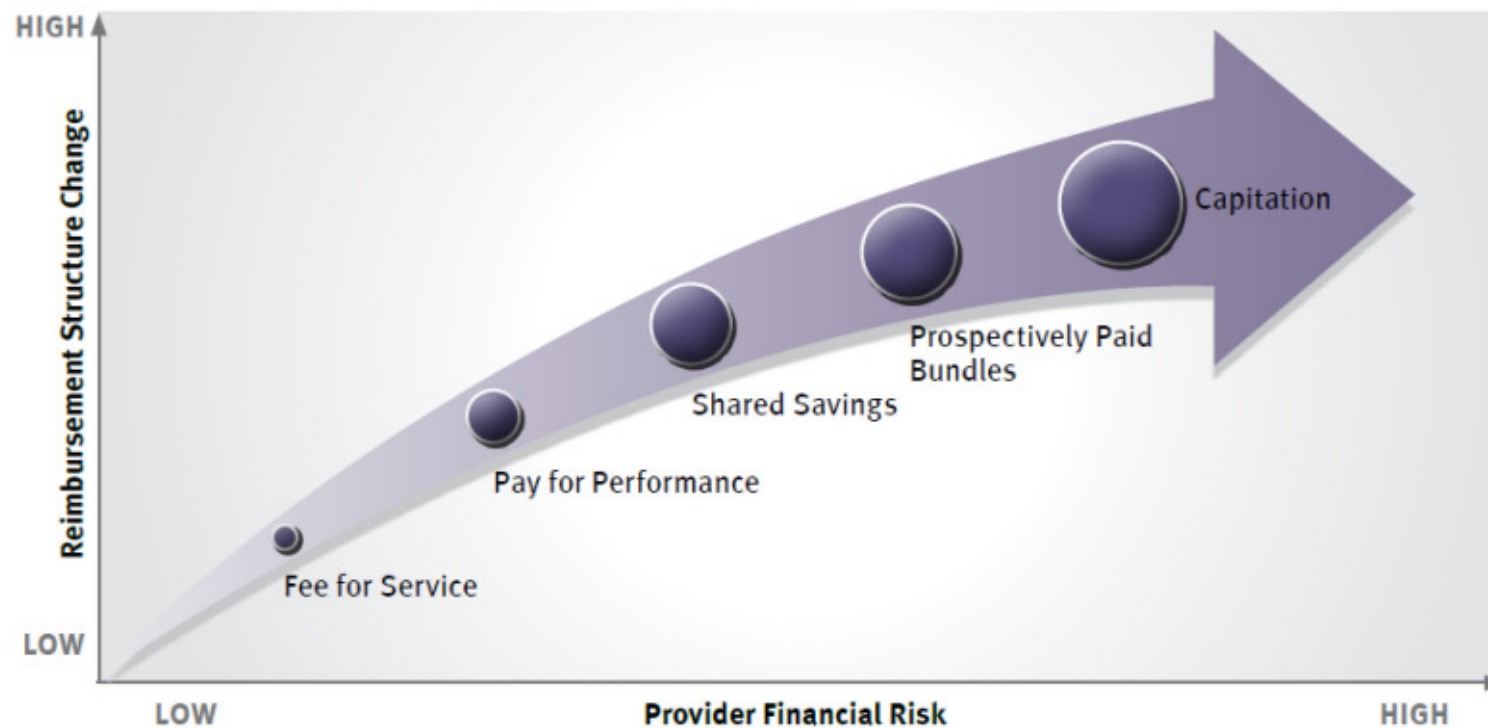 HIGH
Reimbursement Structure Change
LOW
Capitation
Prospectively Paid
Bundles
Shared Savings
Pay for Performance
Fee for Service
LOW
Provider Financial Risk
HIGH